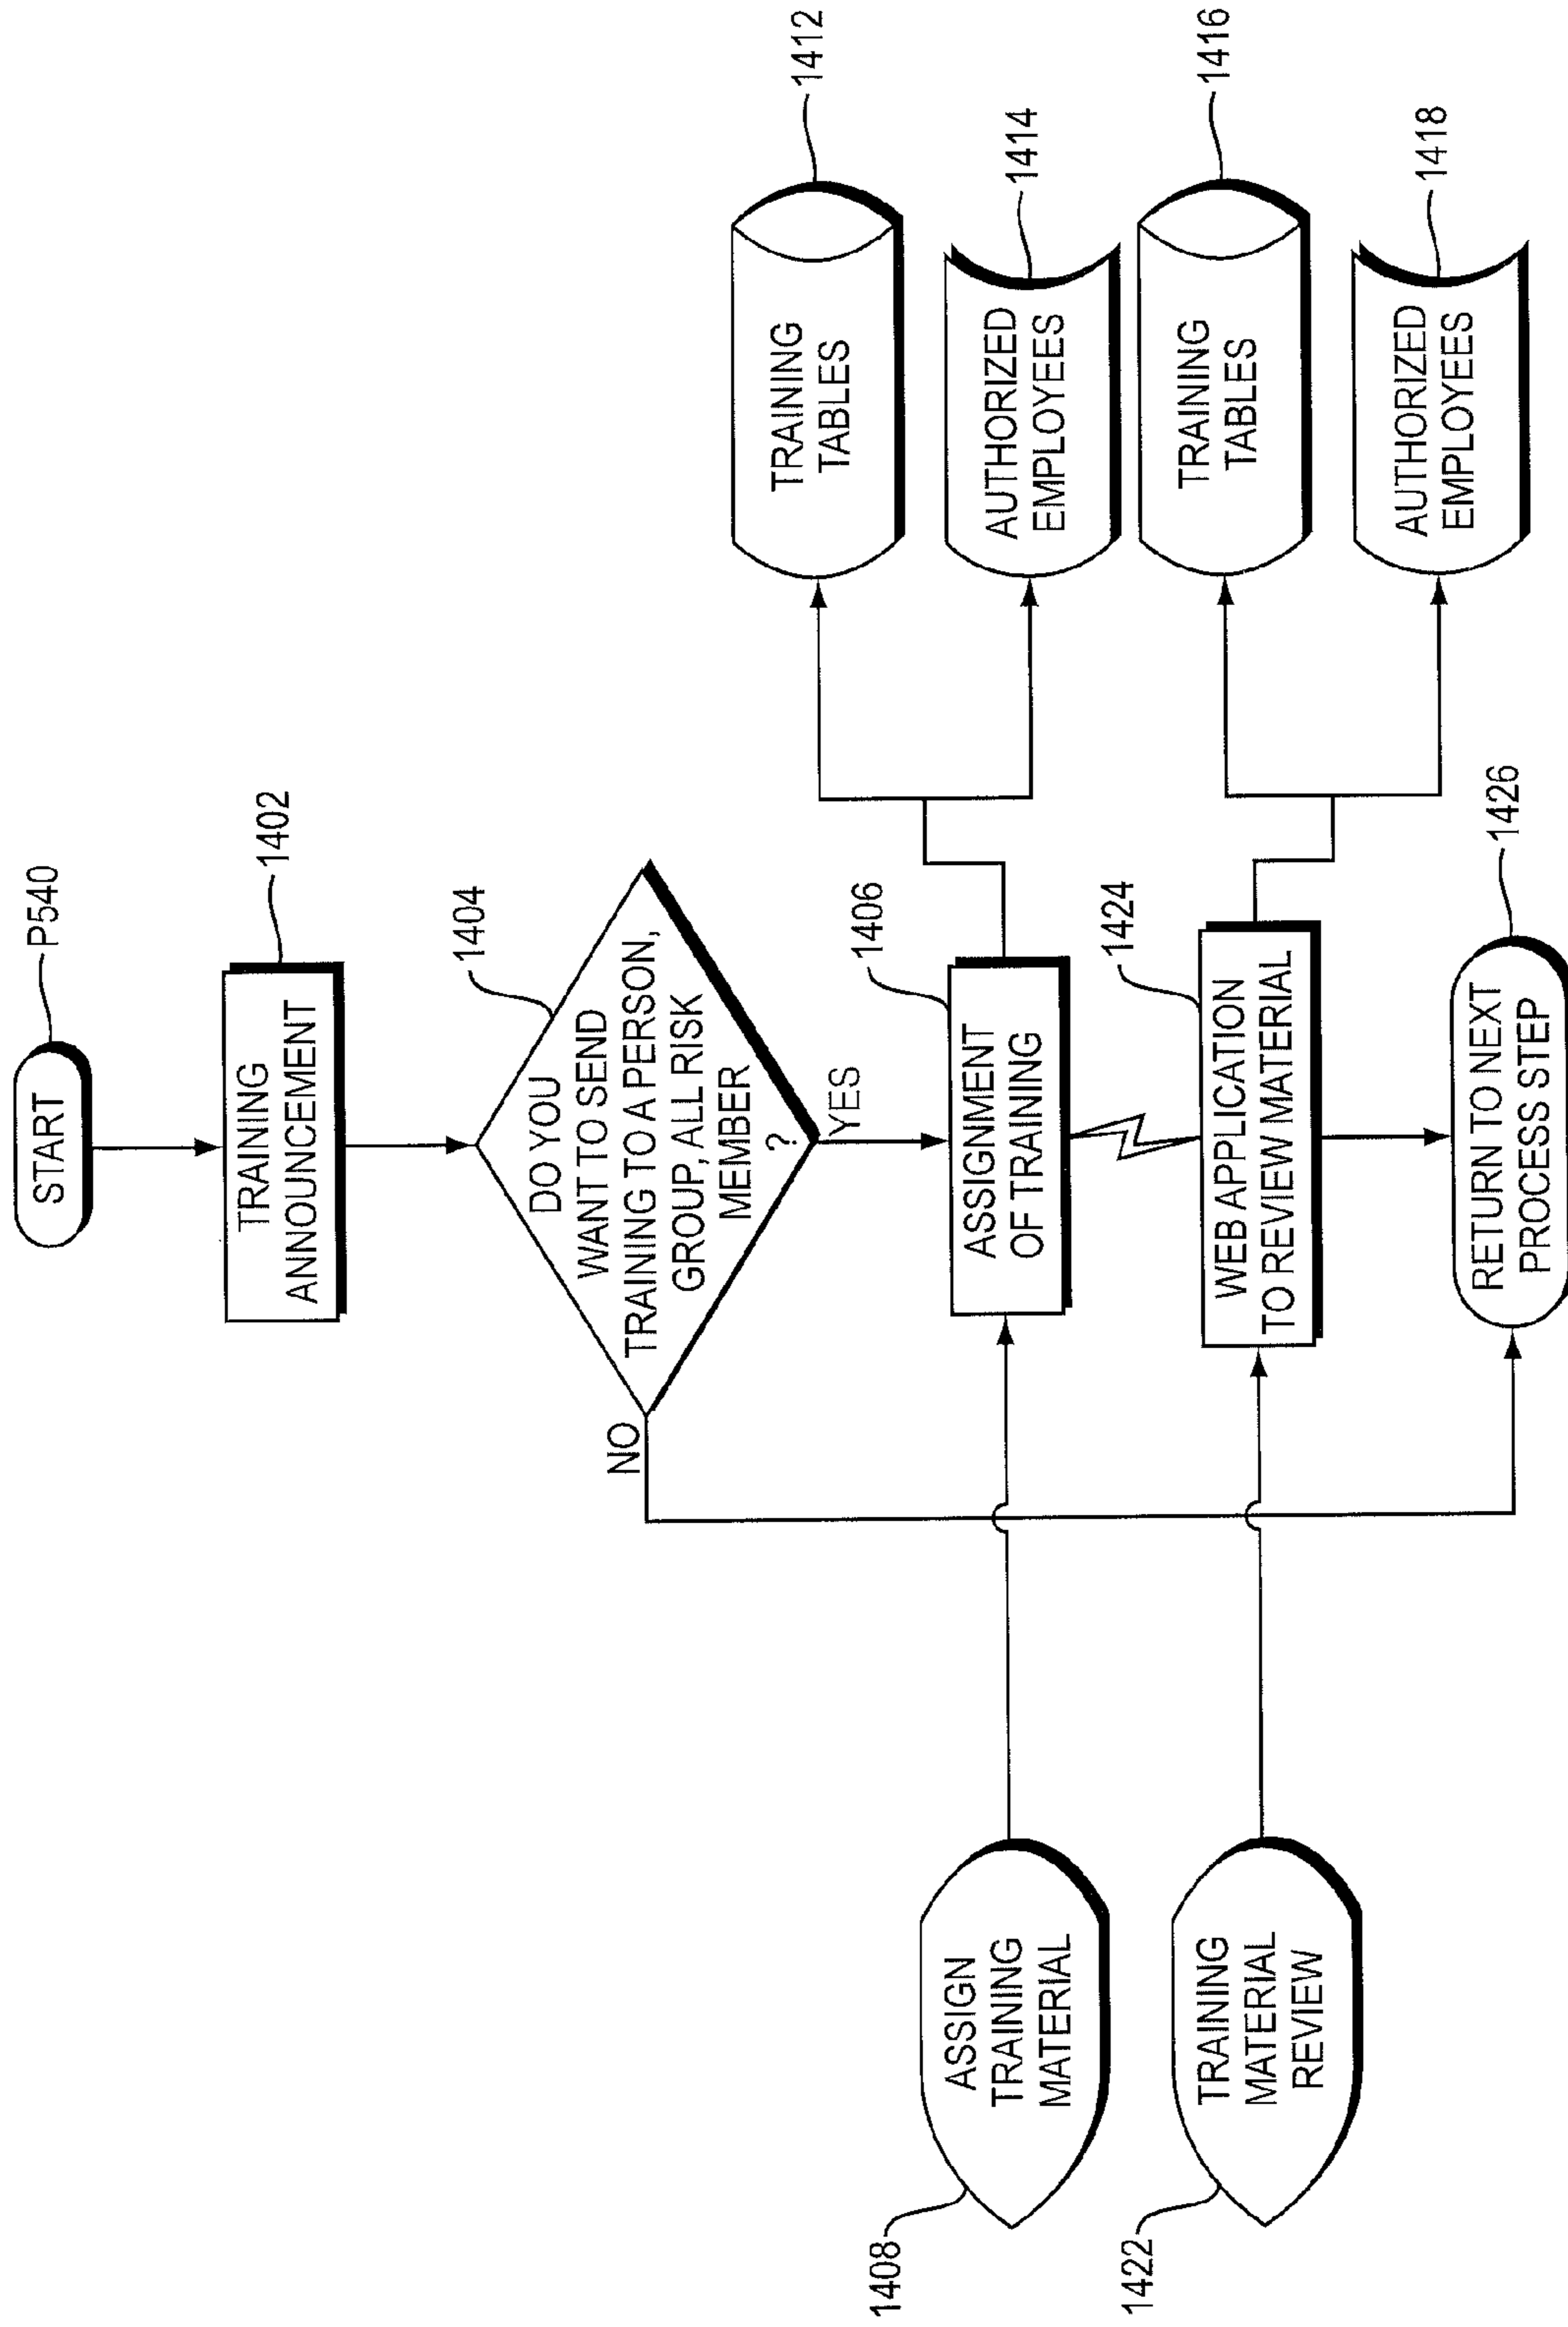 START
P540
TRAINING
ANNOUNCEMENT
1402
DO YOU
WANT TO SEND
TRAINING TO A PERSON,
GROUP, ALL RISK
MEMBER
?
1404
NO
YES
ASSIGN
TRAINING
MATERIAL
1408
ASSIGNMENT
OF TRAINING
1406
TRAINING
TABLES
1412
AUTHORIZED
EMPLOYEES
1414
TRAINING
MATERIAL
REVIEW
1422
WEB APPLICATION
TO REVIEW MATERIAL
1424
TRAINING
TABLES
1416
AUTHORIZED
EMPLOYEES
1418
RETURN TO NEXT
PROCESS STEP
1426